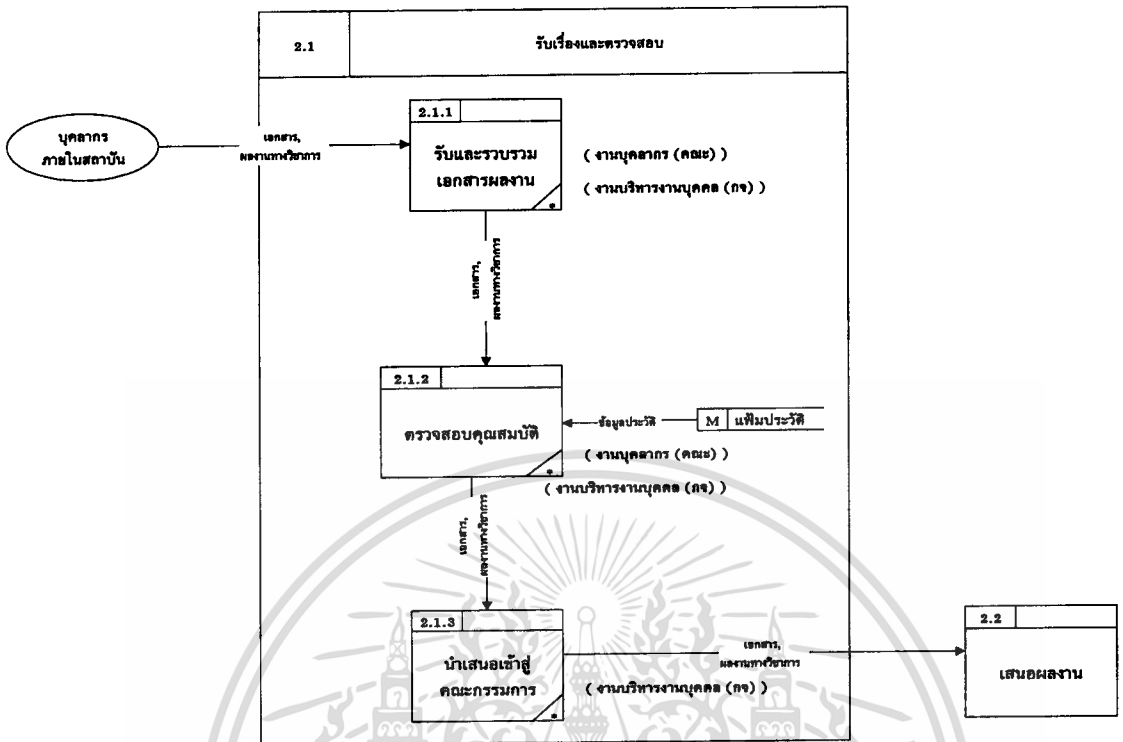 2.1
รับเรื่องและตรวจสอบ
บุคลากร
ภายในสถาบัน
เอกสาร,
ผลงานทางวิชาการ
2.1.1
รับและรวบรวม
เอกสารผลงาน
( งานบุคลากร (คณะ) )
( งานบริหารงานบุคคล (กจ) )
เอกสาร,
ผลงานทางวิชาการ
2.1.2
ตรวจสอบคุณสมบัติ
ข้อมูลประวัติ
M แฟ้มประวัติ
( งานบุคลากร (คณะ) )
( งานบริหารงานบุคคล (กจ) )
เอกสาร,
ผลงานทางวิชาการ
2.1.3
นำเสนอเข้าสู่
คณะกรรมการ
( งานบริหารงานบุคคล (กจ) )
เอกสาร,
ผลงานทางวิชาการ
2.2
เสนอผลงาน